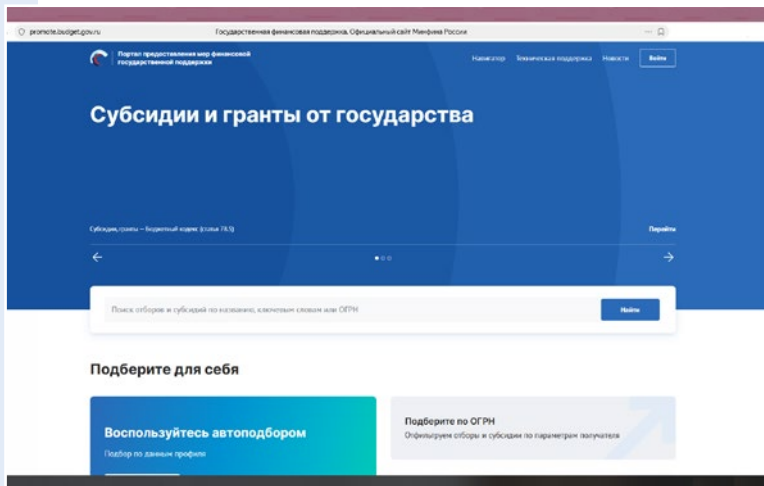 promote.budget.gov.ru
Государственная финансовая поддержка. Официальный сайт Минфина России
Портал предоставления мер финансовой
государственной поддержки
Навигатор Техническая поддержка Новости Войти
Субсидии и гранты от государства
Субсидии, гранты – Бюджетный кодекс (статья 78.5)
Перейти
Поиск отборов и субсидий по названию, ключевым словам или ОГРН
Найти
Подберите для себя
Воспользуйтесь автоподбором
Подбор по данным профиля
Подберите по ОГРН
Отфильтруем отборы и субсидии по параметрам получателя